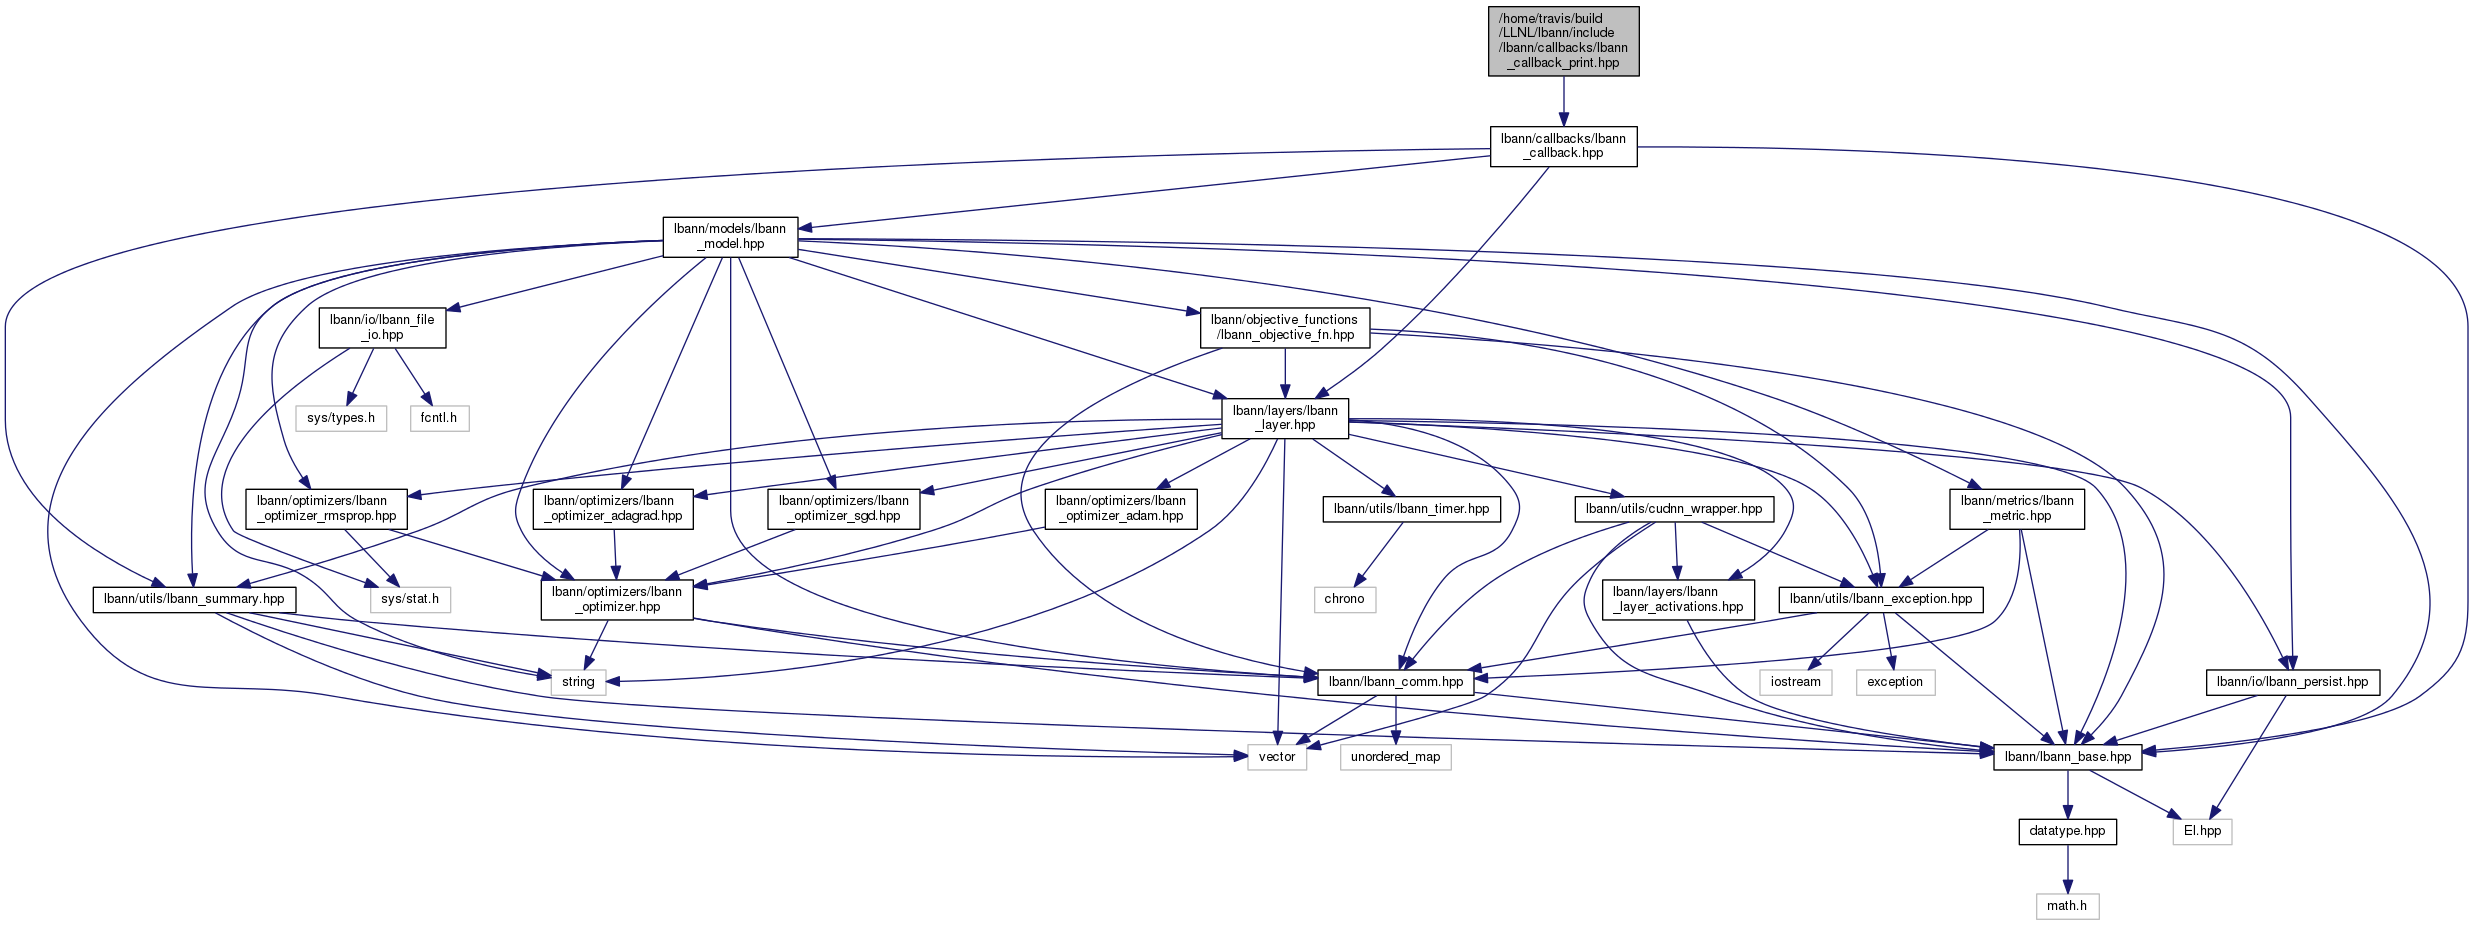 /home/travis/build
/LLNL/lbann/include
/lbann/callbacks/lbann
_callback_print.hpp
lbann/callbacks/lbann
_callback.hpp
lbann/models/lbann
_model.hpp
lbann/io/lbann_file
_io.hpp
lbann/objective_functions
/lbann_objective_fn.hpp
sys/types.h
fcntl.h
lbann/layers/lbann
_layer.hpp
lbann/optimizers/lbann
_optimizer_rmsprop.hpp
lbann/optimizers/lbann
_optimizer_adagrad.hpp
lbann/optimizers/lbann
_optimizer_sgd.hpp
lbann/optimizers/lbann
_optimizer_adam.hpp
lbann/utils/lbann_timer.hpp
lbann/utils/cudnn_wrapper.hpp
lbann/metrics/lbann
_metric.hpp
lbann/utils/lbann_summary.hpp
sys/stat.h
lbann/optimizers/lbann
_optimizer.hpp
chrono
lbann/layers/lbann
_layer_activations.hpp
lbann/utils/lbann_exception.hpp
string
lbann/lbann_comm.hpp
iostream
exception
lbann/io/lbann_persist.hpp
vector
unordered_map
lbann/lbann_base.hpp
datatype.hpp
El.hpp
math.h